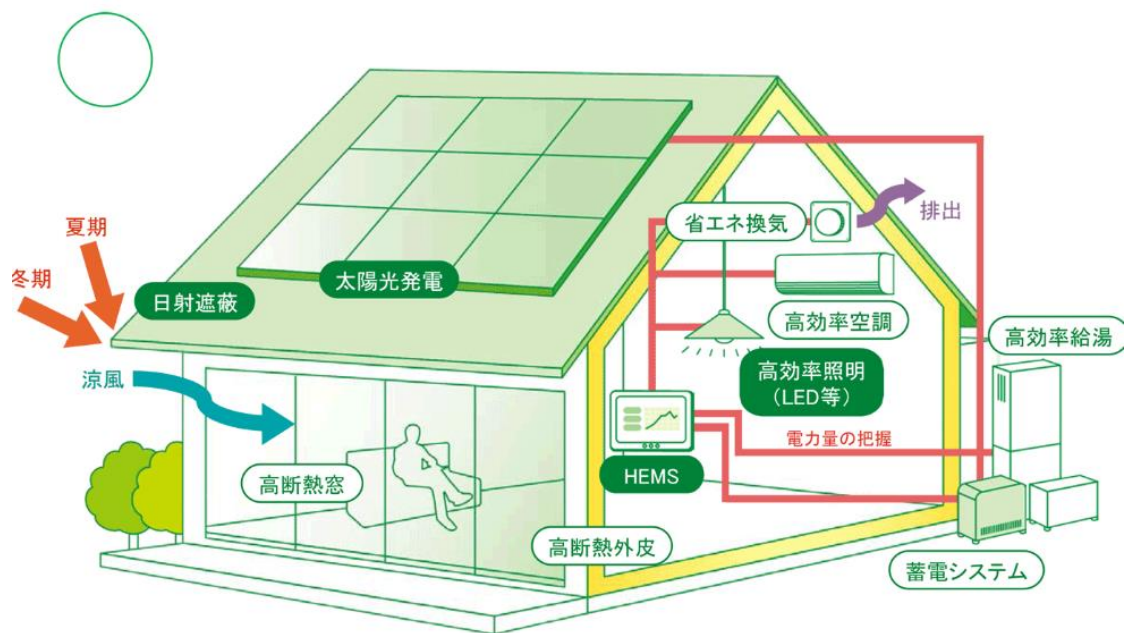 夏期
冬期
日射遮蔽
太陽光発電
省エネ換気
排出
高効率空調
高効率給湯
涼風
高効率照明
（LED等）
電力量の把握
高断熱窓
HEMS
高断熱外皮
蓄電システム